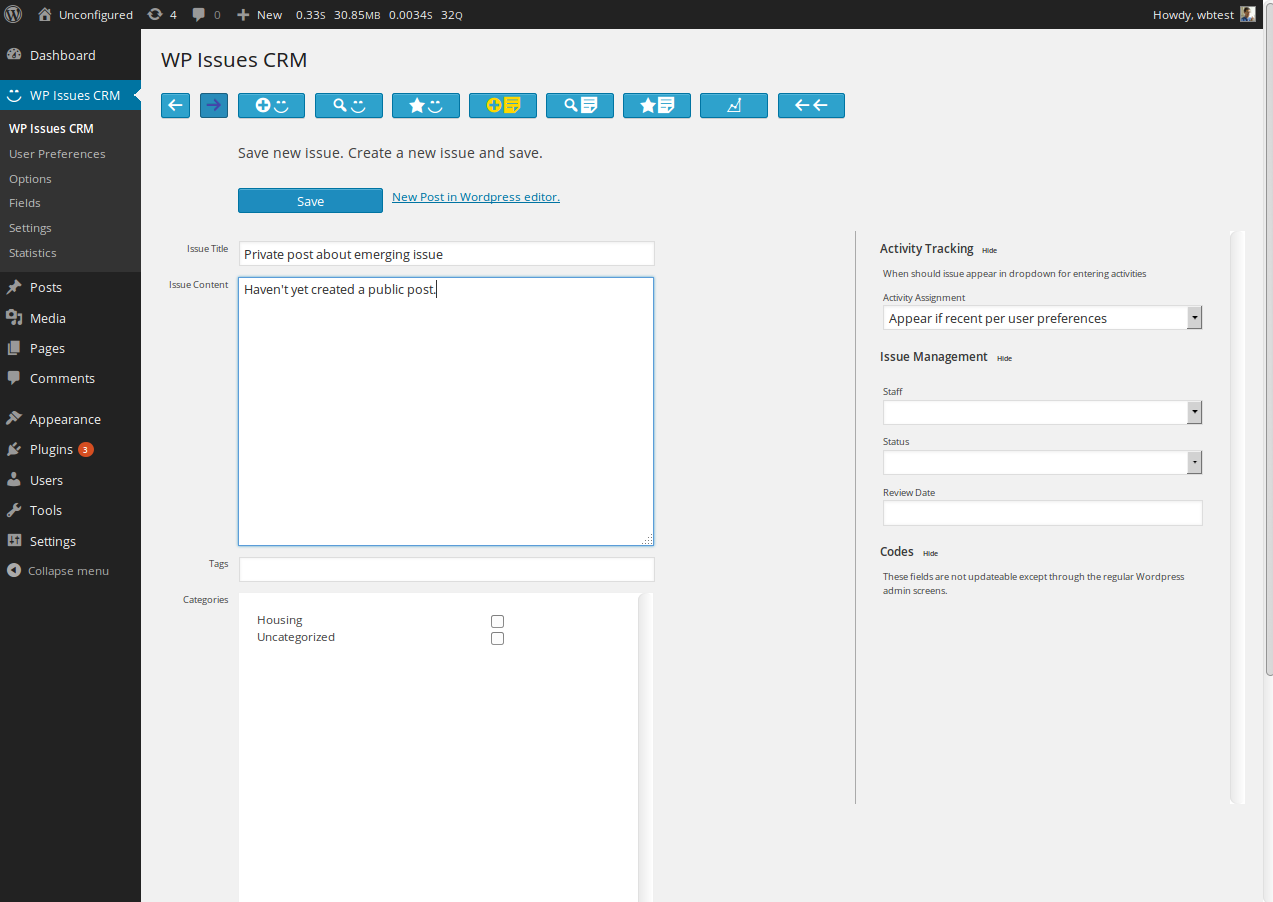 Unconfigured 4 0 New 0.33S 30.85MB 0.0034S 32Q Howdy, wbtest
Dashboard
WP Issues CRM
WP Issues CRM
User Preferences
Options
Fields
Settings
Statistics
Posts
Media
Pages
Comments
Appearance
Plugins 3
Users
Tools
Settings
Collapse menu
WP Issues CRM
Save new issue. Create a new issue and save.
Save New Post in Wordpress editor.
Issue Title Private post about emerging issue
Issue Content Haven't yet created a public post.
Tags
Categories
Housing
Uncategorized
Activity Tracking Hide
When should issue appear in dropdown for entering activities
Activity Assignment
Appear if recent per user preferences
Issue Management Hide
Staff
Status
Review Date
Codes Hide
These fields are not updateable except through the regular Wordpress
admin screens.